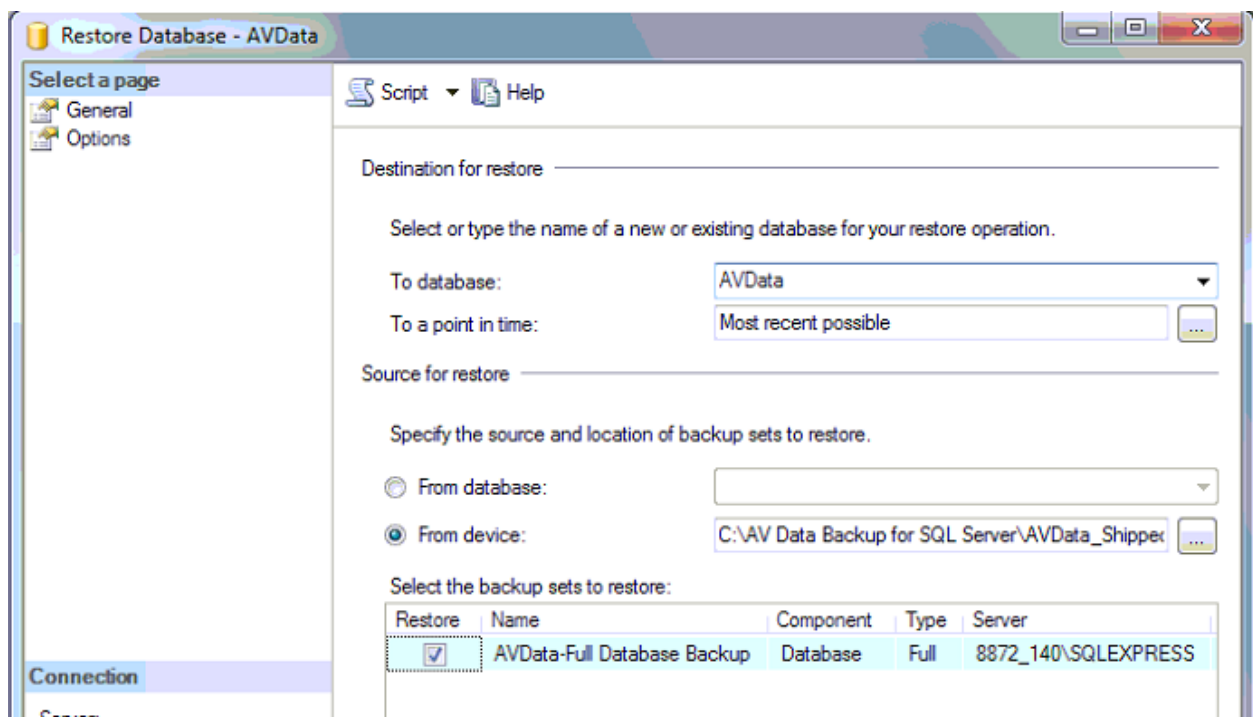 Restore Database - AVData
Select a page
General
Options
Script Help
Destination for restore
Select or type the name of a new or existing database for your restore operation.
To database: AVData
To a point in time: Most recent possible ...
Source for restore
Specify the source and location of backup sets to restore.
From database:
From device: C:\AV Data Backup for SQL Server\AVData_Shipped ...
Select the backup sets to restore:
Restore Name Component Type Server
AVData-Full Database Backup Database Full 8872_140\SQLEXPRESS
Connection